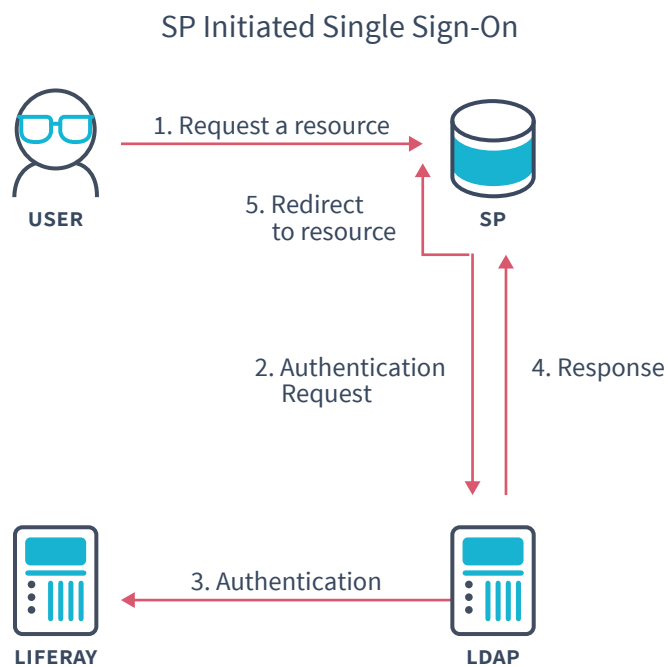 SP Initiated Single Sign-On
1. Request a resource
USER
SP
5. Redirect
to resource
2. Authentication
Request
4. Response
3. Authentication
LIFERAY
LDAP